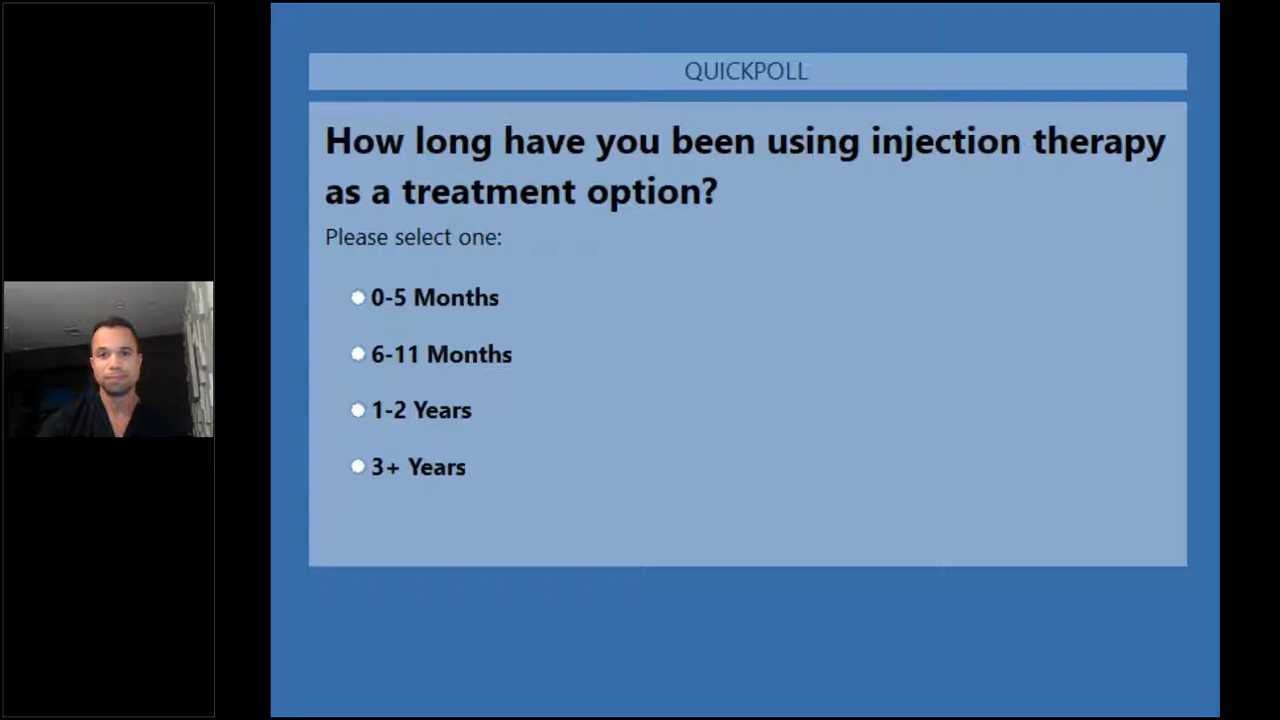 QUICKPOLL
How long have you been using injection therapy
as a treatment option?
Please select one:
0-5 Months
6-11 Months
1-2 Years
3+ Years